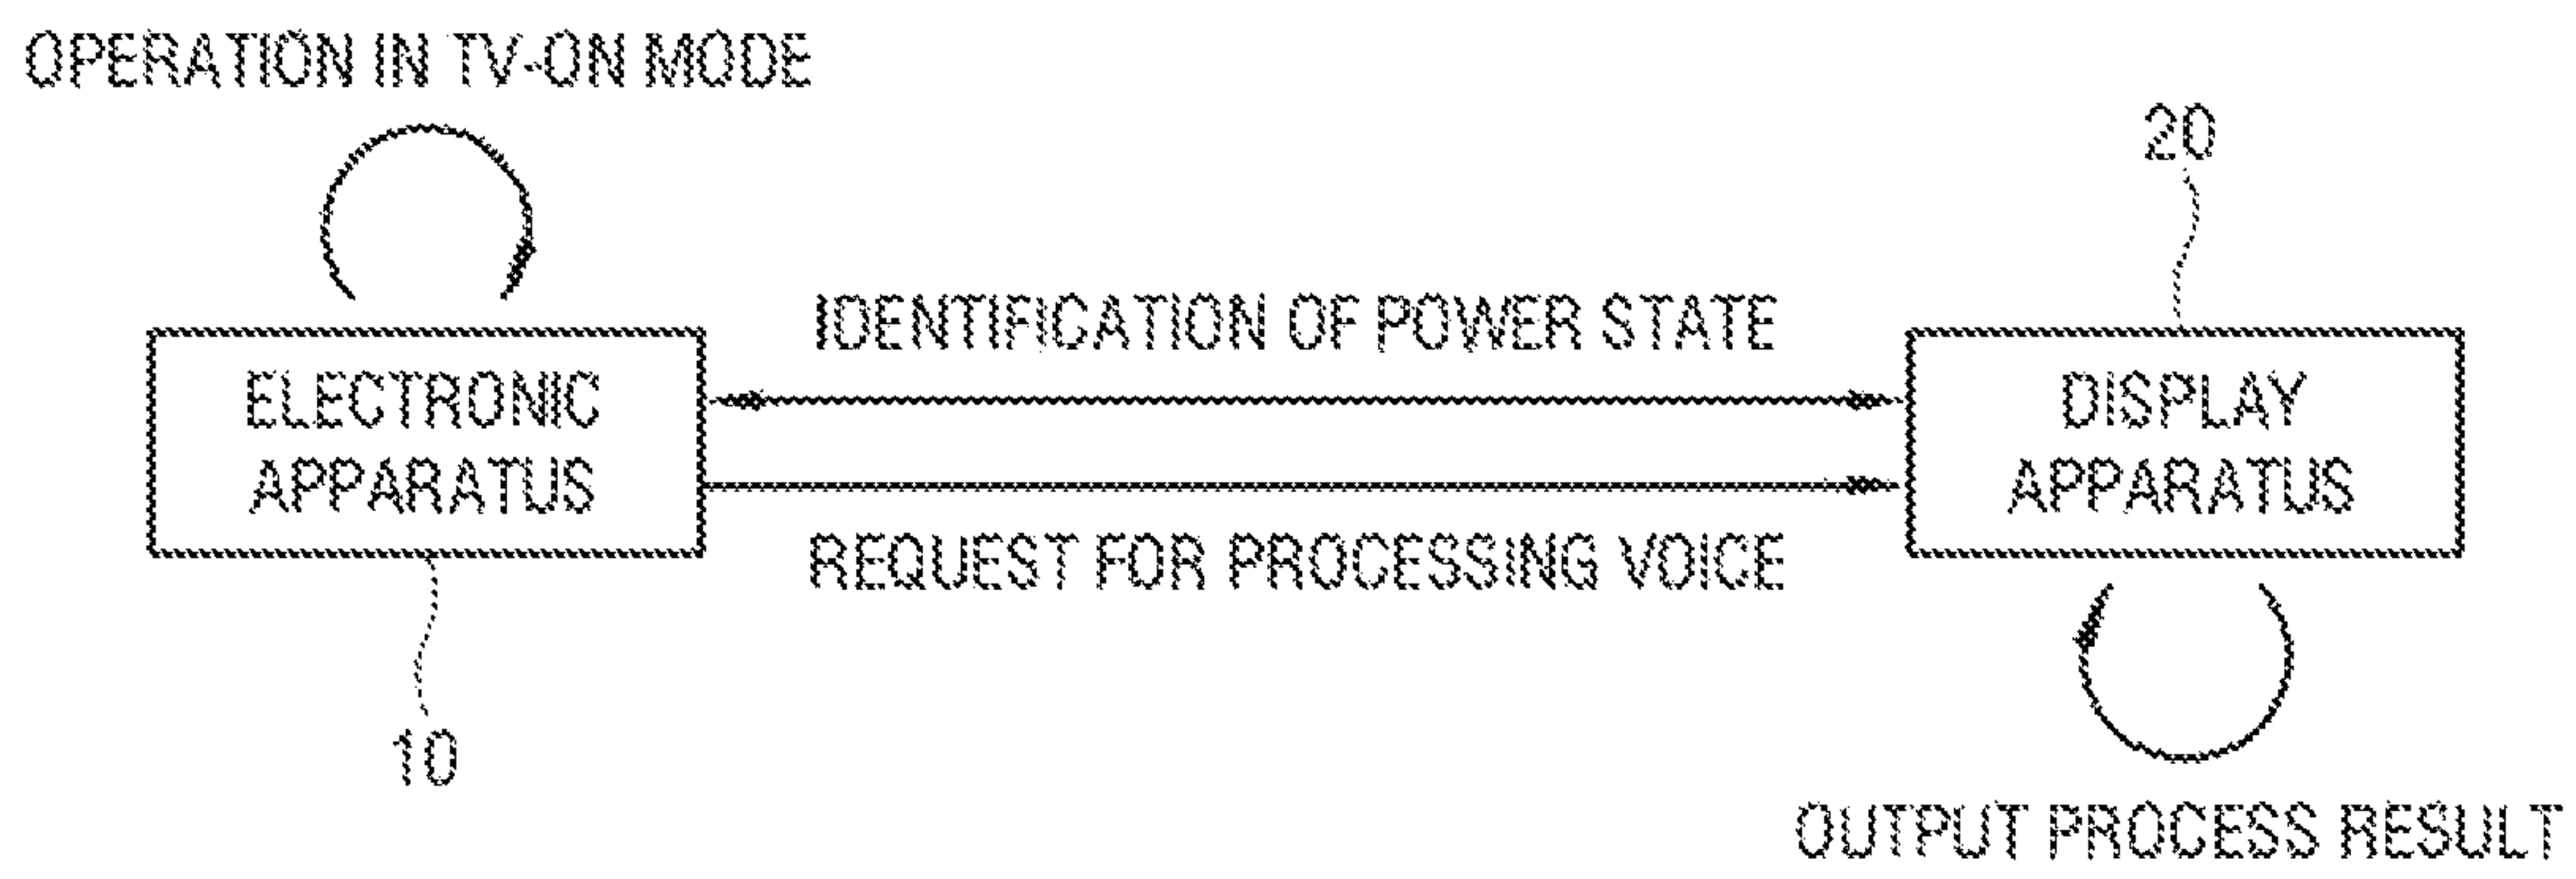 OPERATION IN TV-ON MODE
20
IDENTIFICATION OF POWER STATE
ELECTRONIC
APPARATUS
DISPLAY
APPARATUS
REQUEST FOR PROCESSING VOICE
10
OUTPUT PROCESS RESULT